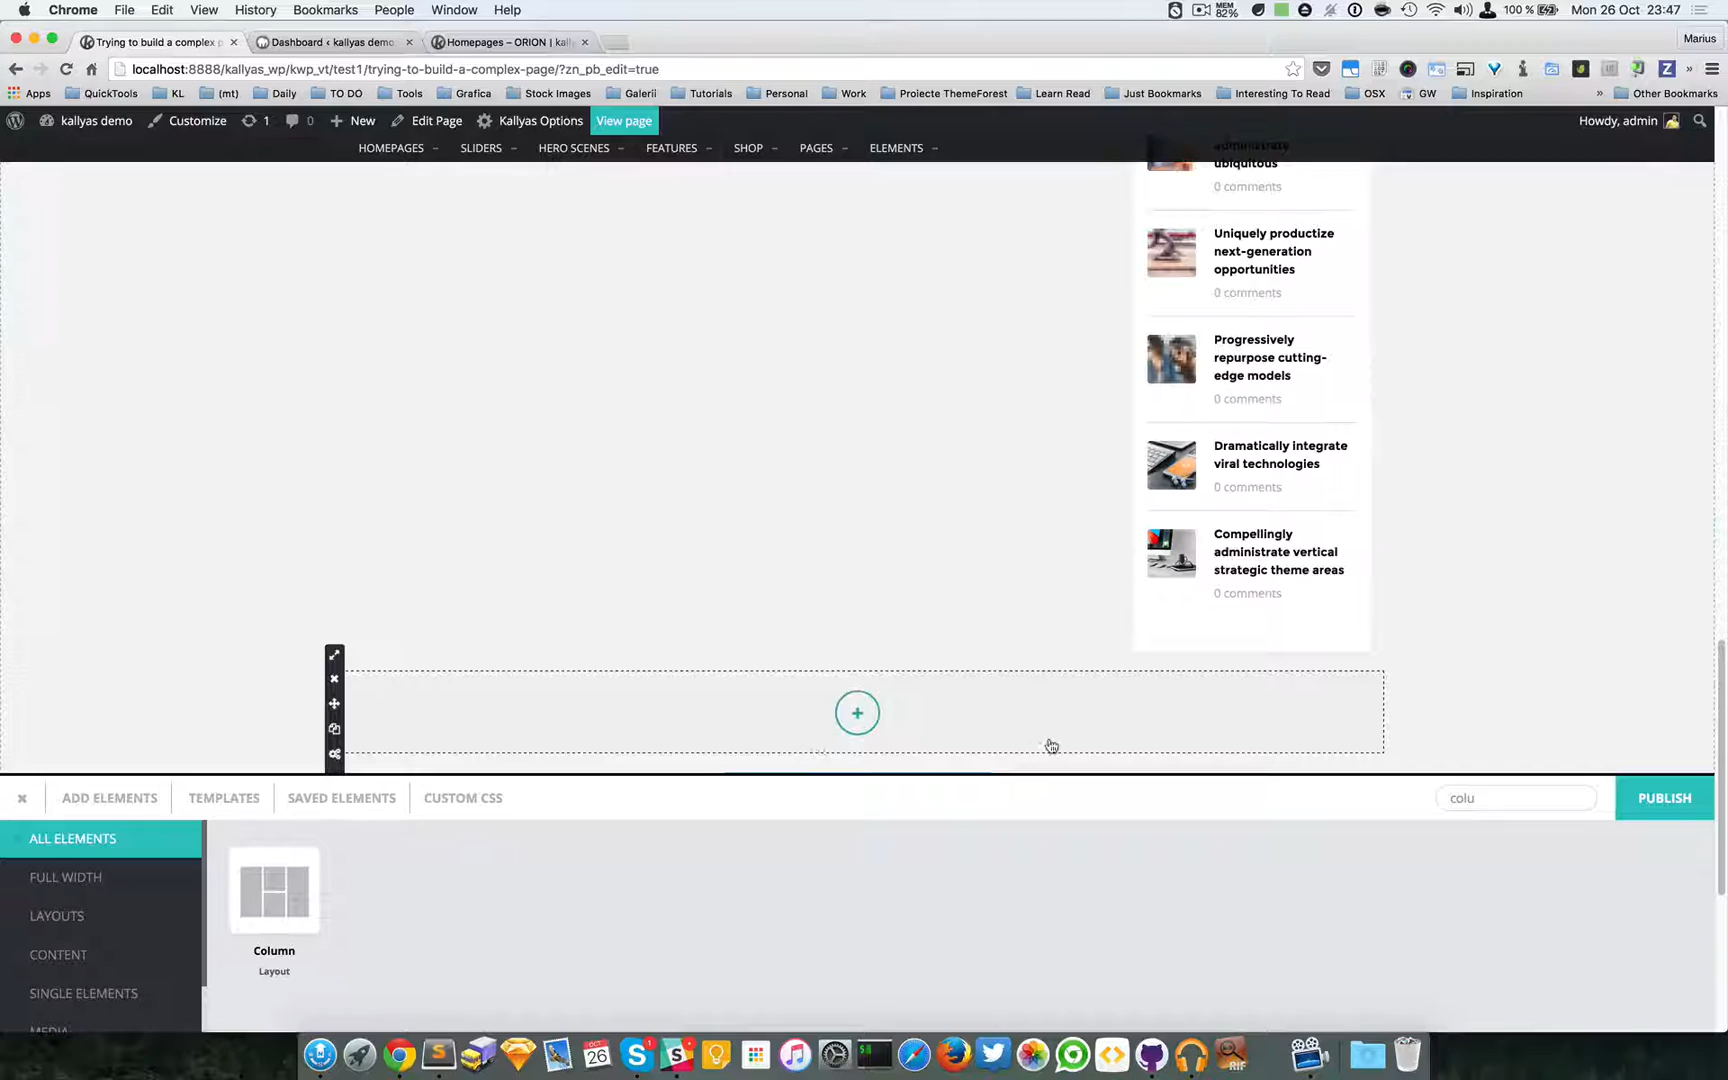 Chrome File Edit View History Bookmarks People Window Help
MEM 82% 100 % Mon 26 Oct 23:47
Trying to build a complex p Dashboard ‹ kallyas demo Homepages – ORION | kally Marius
localhost:8888/kallyas_wp/kwp_vt/test1/trying-to-build-a-complex-page/?zn_pb_edit=true
Apps QuickTools KL (mt) Daily TO DO Tools Grafica Stock Images Galerii Tutorials Personal Work Proiecte ThemeForest Learn Read Just Bookmarks Interesting To Read OSX GW Inspiration » Other Bookmarks
kallyas demo Customize 1 0 New Edit Page Kallyas Options View page Howdy, admin
HOMEPAGES SLIDERS HERO SCENES FEATURES SHOP PAGES ELEMENTS
administrate
ubiquitous
0 comments
Uniquely productize
next-generation
opportunities
0 comments
Progressively
repurpose cutting-
edge models
0 comments
Dramatically integrate
viral technologies
0 comments
Compellingly
administrate vertical
strategic theme areas
0 comments
ADD ELEMENTS TEMPLATES SAVED ELEMENTS CUSTOM CSS colu PUBLISH
ALL ELEMENTS
FULL WIDTH
LAYOUTS
CONTENT
SINGLE ELEMENTS
MEDIA
Column
Layout